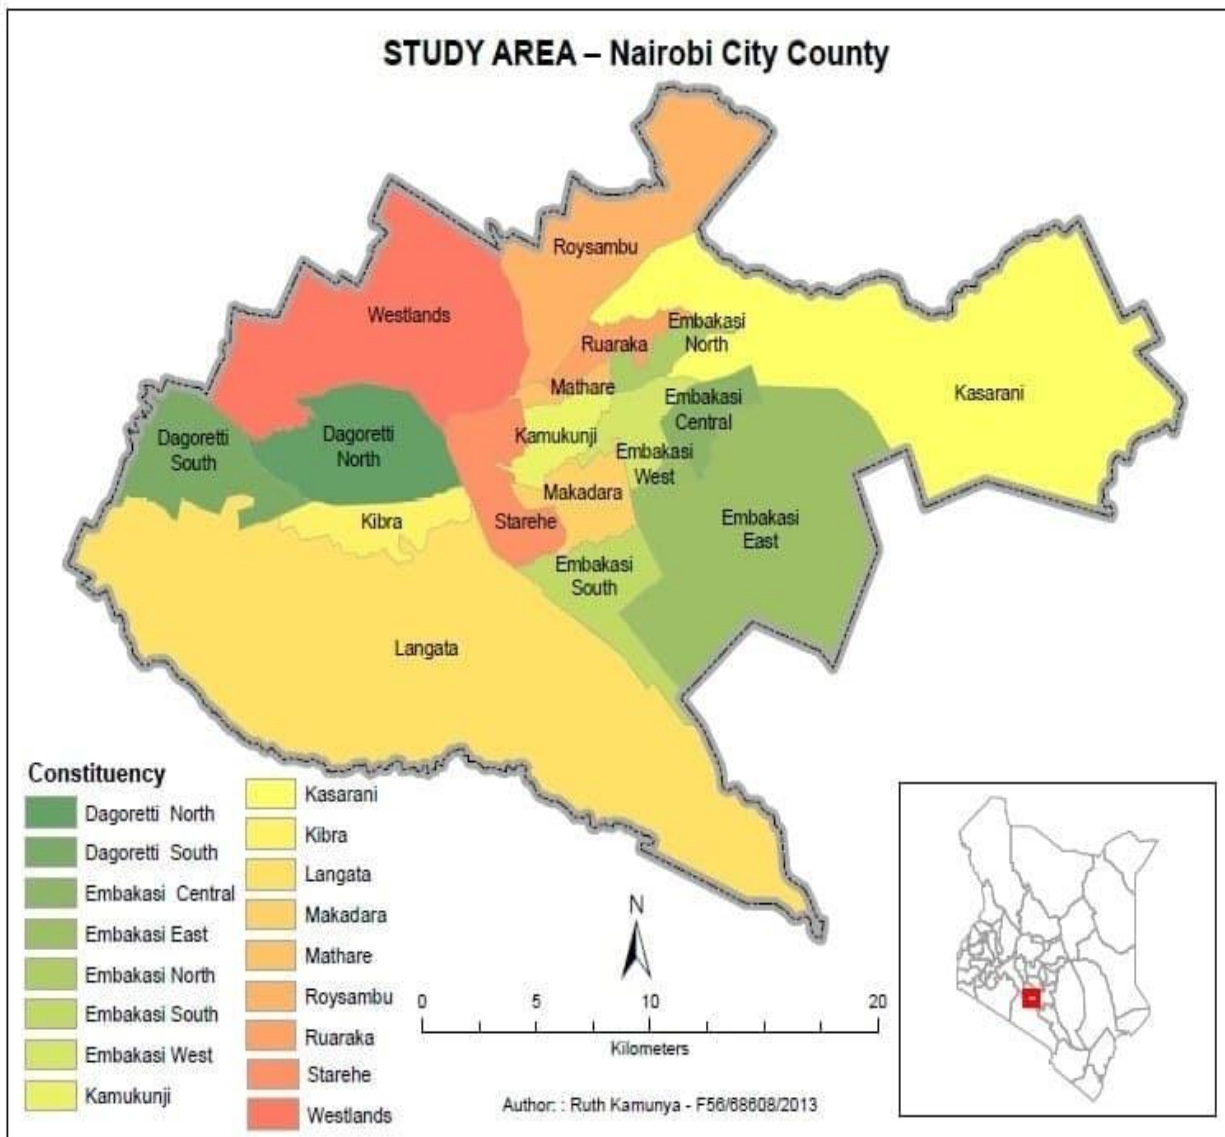 STUDY AREA – Nairobi City County
Roysambu
Westlands
Embakasi
North
Ruaraka
Mathare
Kasarani
Embakasi
Central
Dagoretti
South
Dagoretti
North
Kamukunji
Embakasi
West
Makadara
Kibra
Starehe
Embakasi
East
Embakasi
South
Langata
Constituency
Dagoretti North
Dagoretti South
Embakasi Central
Embakasi East
Embakasi North
Embakasi South
Embakasi West
Kamukunji
Kasarani
Kibra
Langata
Makadara
Mathare
Roysambu
Ruaraka
Starehe
Westlands
N
0 5 10 20
Kilometers
Author: : Ruth Kamunya - F56/68608/2013